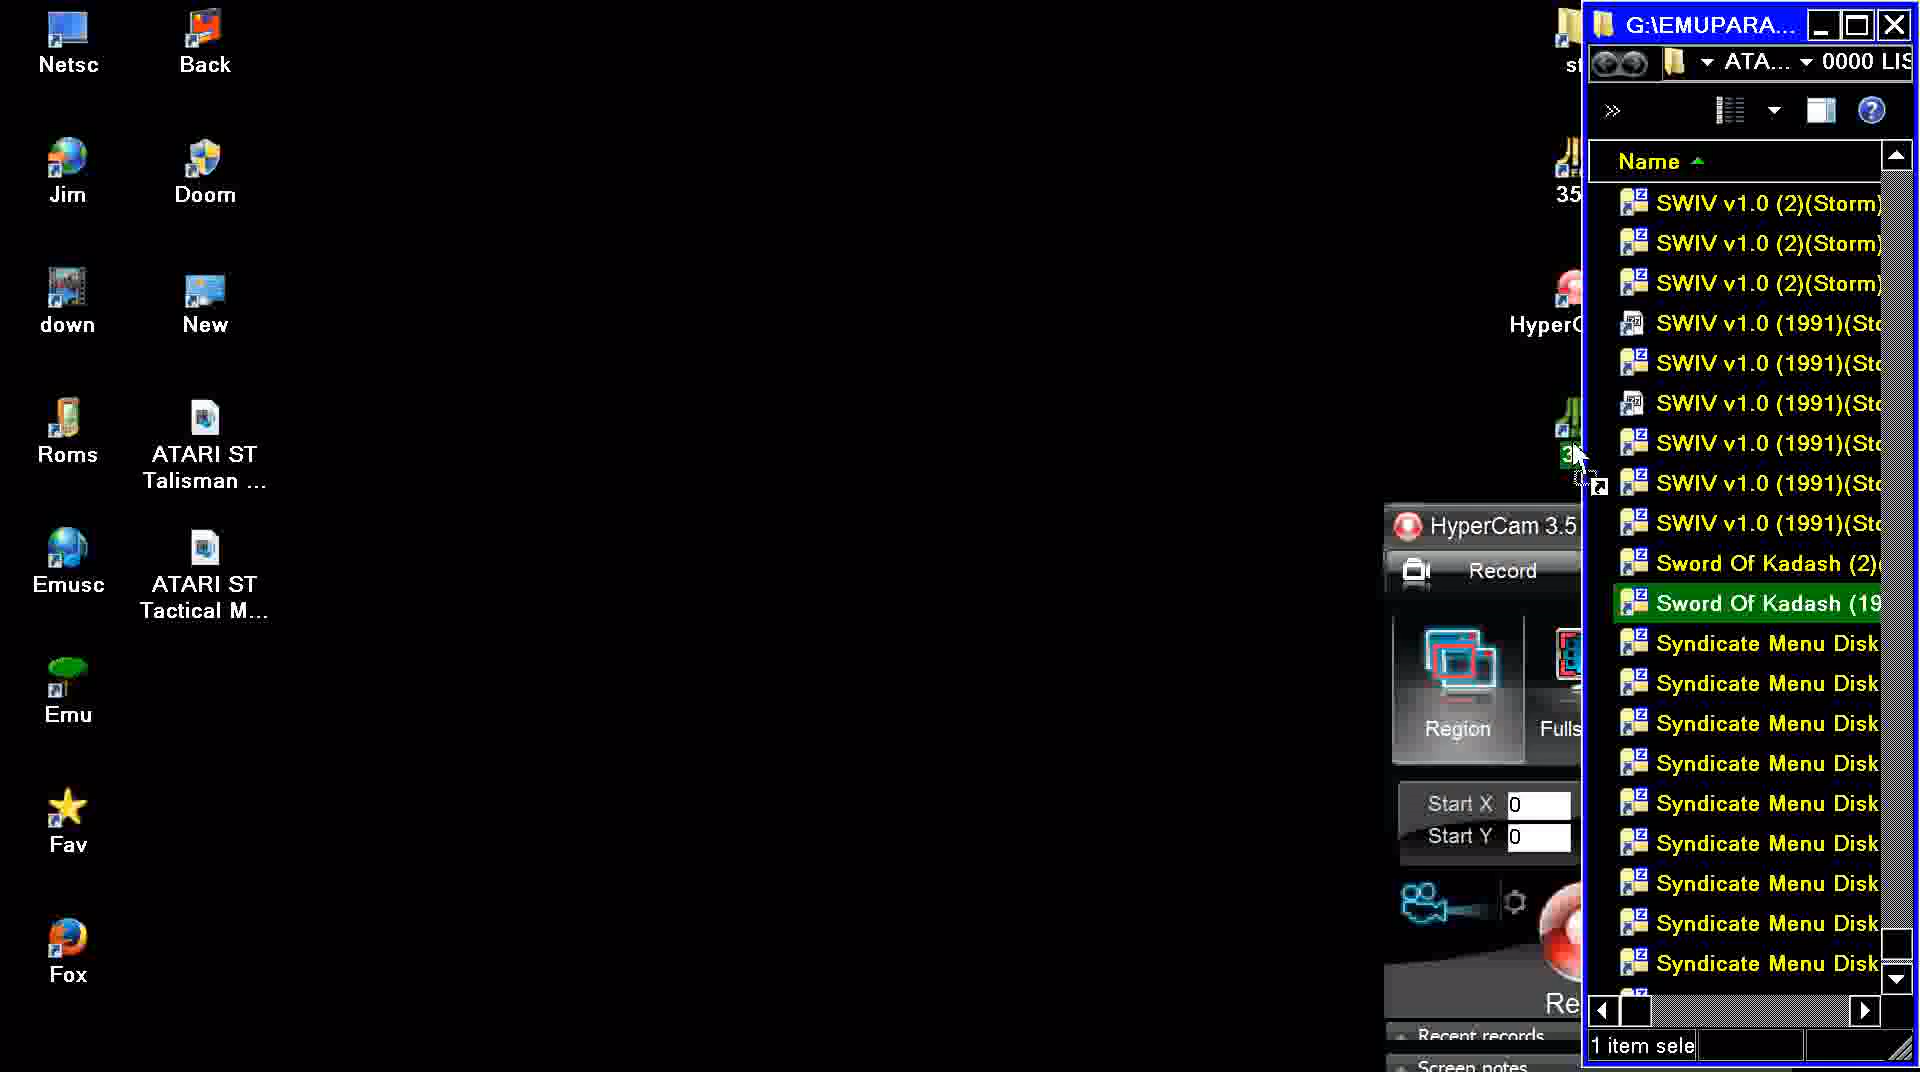 Netsc
Back
Jim
Doom
down
New
Roms
ATARI ST
Talisman ...
Emusc
ATARI ST
Tactical M...
Emu
Fav
Fox
35
HyperC
HyperCam 3.5
Record
Region
Fulls
Start X 0
Start Y 0
Re
Recent records
Screen notes
G:\EMUPARA...
ATA... 0000 LIS
Name
SWIV v1.0 (2)(Storm)
SWIV v1.0 (2)(Storm)
SWIV v1.0 (2)(Storm)
SWIV v1.0 (1991)(Sto
SWIV v1.0 (1991)(Sto
SWIV v1.0 (1991)(Sto
SWIV v1.0 (1991)(Sto
SWIV v1.0 (1991)(Sto
SWIV v1.0 (1991)(Sto
Sword Of Kadash (2)(
Sword Of Kadash (19
Syndicate Menu Disk
Syndicate Menu Disk
Syndicate Menu Disk
Syndicate Menu Disk
Syndicate Menu Disk
Syndicate Menu Disk
Syndicate Menu Disk
Syndicate Menu Disk
Syndicate Menu Disk
1 item sele